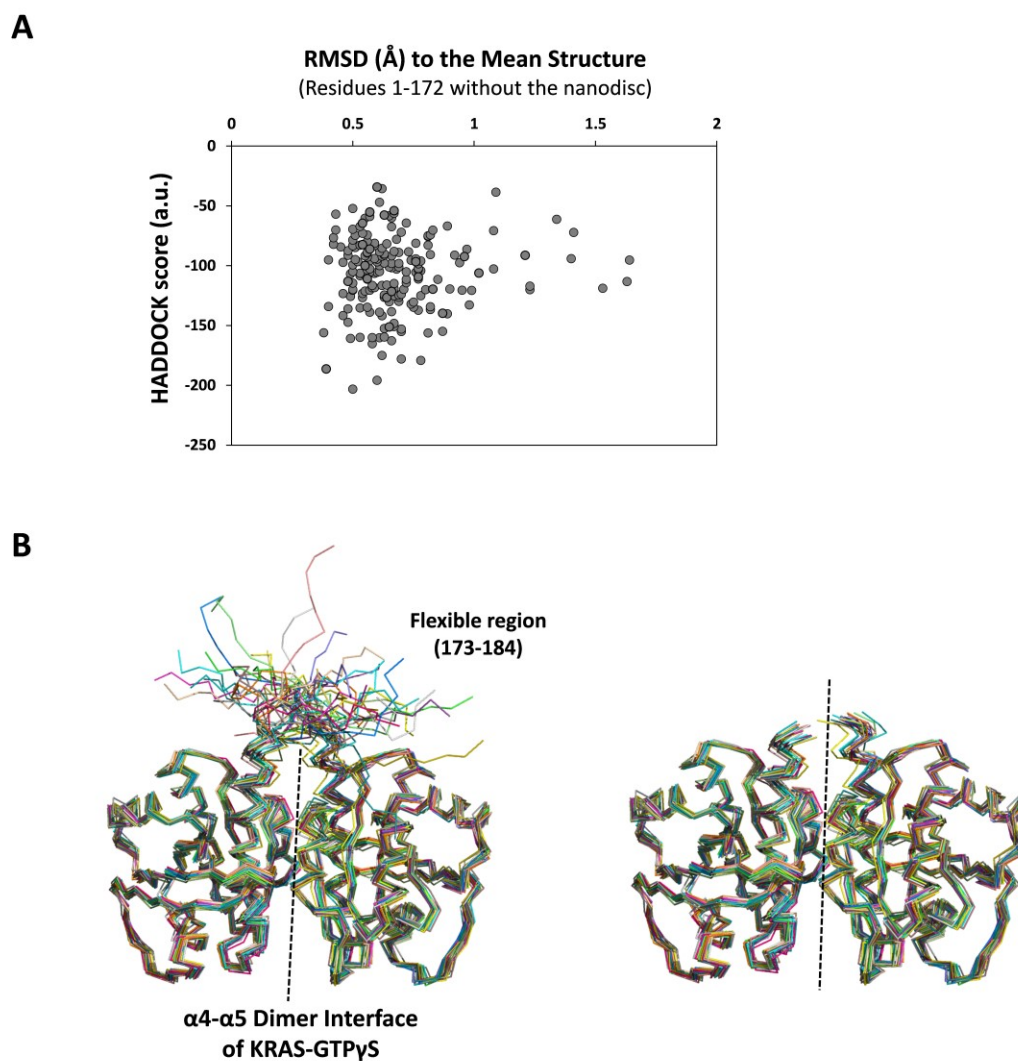 A
RMSD (Å) to the Mean Structure
(Residues 1-172 without the nanodisc)
0 0.5 1 1.5 2
0
-50
-100
-150
-200
-250
HADDOCK score (a.u.)
B
Flexible region
(173-184)
α4-α5 Dimer Interface
of KRAS-GTPγS